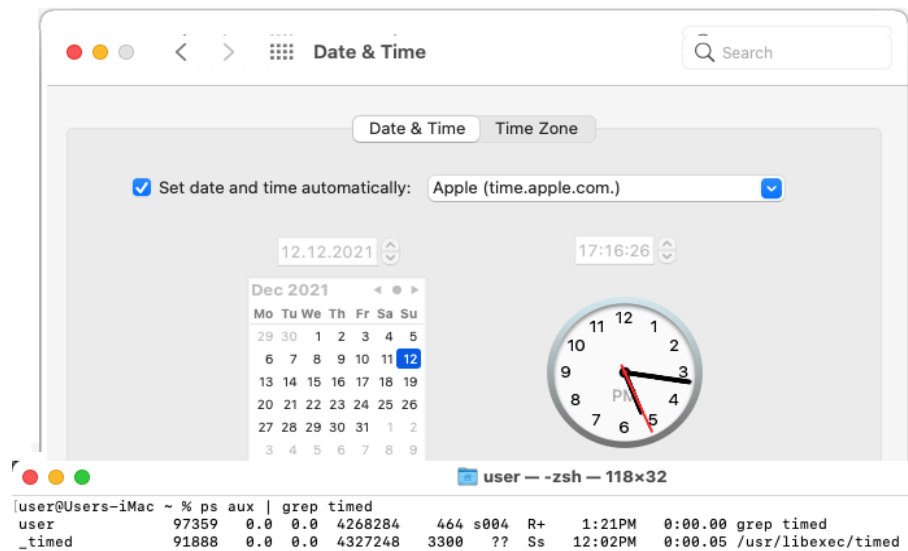 Date & Time
Search
Date & Time Time Zone
Set date and time automatically: Apple (time.apple.com.)
12.12.2021 17:16:26
Dec 2021
Mo Tu We Th Fr Sa Su
29 30 1 2 3 4 5
6 7 8 9 10 11 12
13 14 15 16 17 18 19
20 21 22 23 24 25 26
27 28 29 30 31 1 2
3 4 5 6 7 8 9
12 1 2 3 4 5 6 7 8 9 10 11
PM
user — -zsh — 118×32
[user@Users-iMac ~ % ps aux | grep timed
user 97359 0.0 0.0 4268284 464 s004 R+ 1:21PM 0:00.00 grep timed
_timed 91888 0.0 0.0 4327248 3300 ?? Ss 12:02PM 0:00.05 /usr/libexec/timed